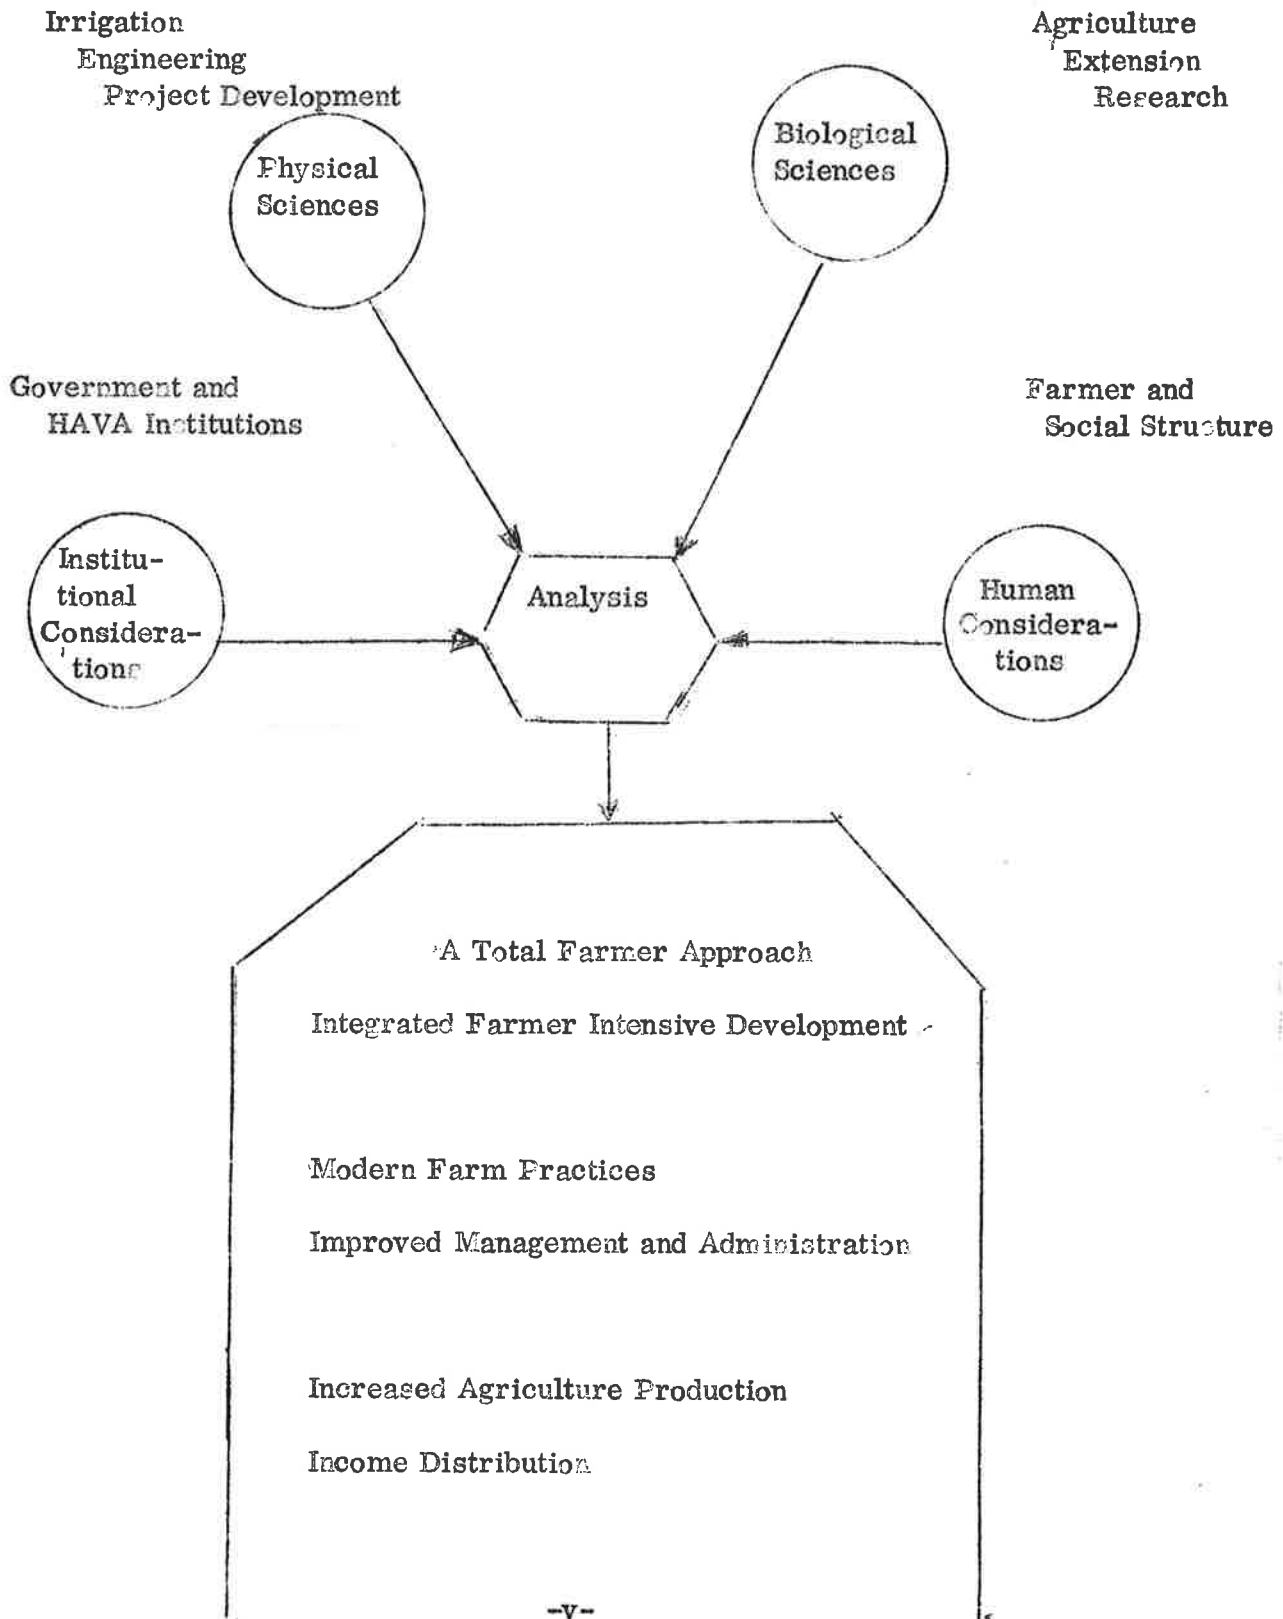 Irrigation
Engineering
Project Development
Physical
Sciences
Agriculture
Extension
Research
Biological
Sciences
Government and
HAVA Institutions
Institu-
tional
Considera-
tions
Farmer and
Social Structure
Human
Considera-
tions
Analysis
A Total Farmer Approach
Integrated Farmer Intensive Development
Modern Farm Practices
Improved Management and Administration
Increased Agriculture Production
Income Distribution
-v-